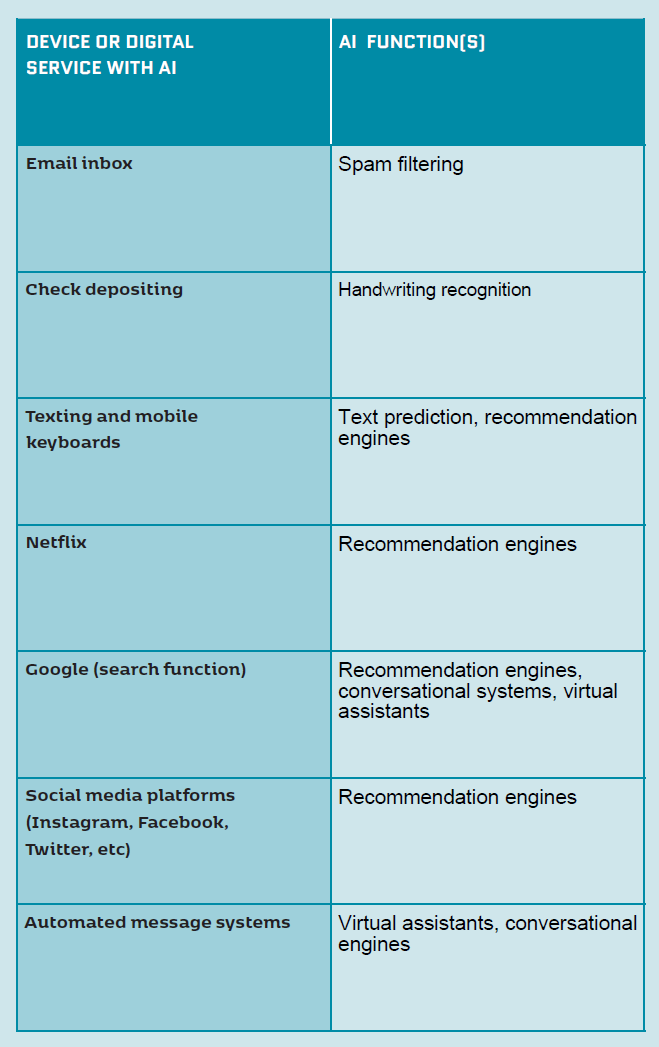 DEVICE OR DIGITAL
SERVICE WITH AI
AI FUNCTION(S)
Email inbox
Spam filtering
Check depositing
Handwriting recognition
Texting and mobile
keyboards
Text prediction, recommendation
engines
Netflix
Recommendation engines
Google (search function)
Recommendation engines,
conversational systems, virtual
assistants
Social media platforms
(Instagram, Facebook,
Twitter, etc)
Recommendation engines
Automated message systems
Virtual assistants, conversational
engines